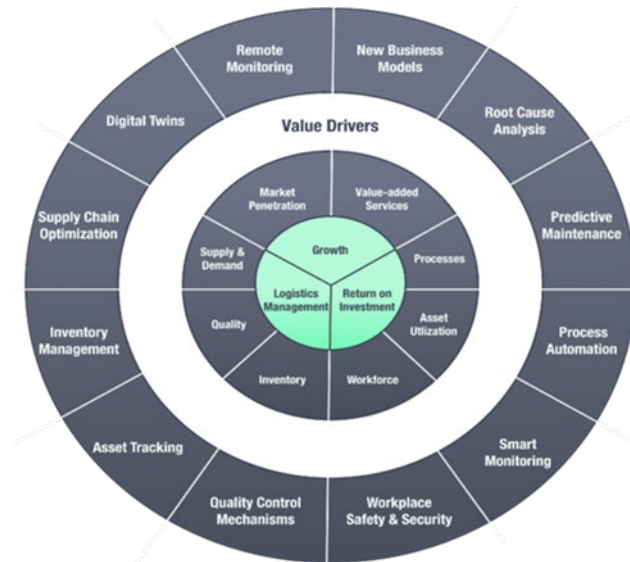 Remote
Monitoring
New Business
Models
Digital Twins
Root Cause
Analysis
Value Drivers
Market
Penetration
Value-added
Services
Supply Chain
Optimization
Predictive
Maintenance
Supply &
Demand
Growth
Processes
Logistics
Management
Return on
Investment
Inventory
Management
Quality
Asset
Utlization
Process
Automation
Inventory
Workforce
Asset Tracking
Smart
Monitoring
Quality Control
Mechanisms
Workplace
Safety & Security